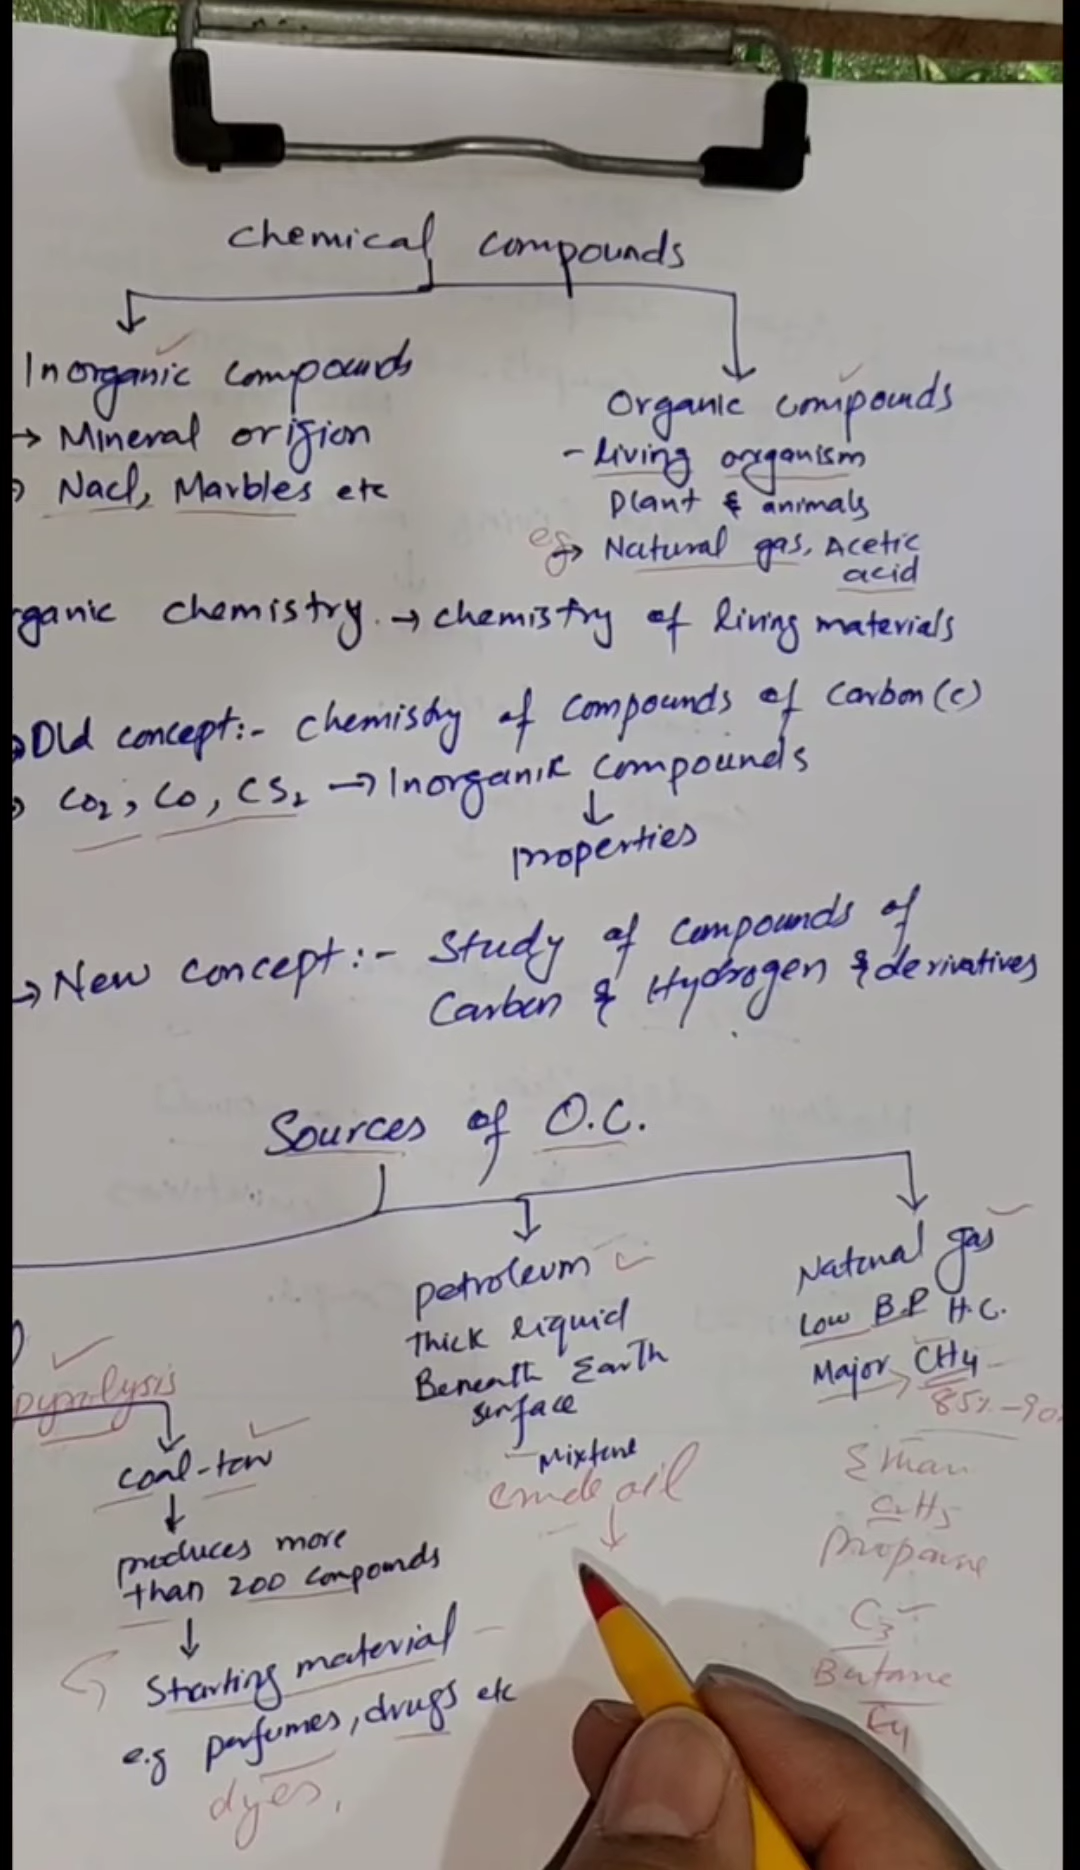 Chemical compounds
Inorganic compounds
→ Mineral origion
→ Nacl, Marbles etc
Organic compounds
- living organism
plant & animals
eg → Natural gas, Acetic
acid
rganic chemistry. → chemistry of living materials
→ Old concept:- chemistry of compounds of Carbon (c)
→ CO2, CO, CS2 → Inorganic compounds
↓
properties
→ New concept:- Study of compounds of
Carbon & Hydrogen & derivatives
Sources of O.C.
pyrolysis
Coal-tar
↓
produces more
than 200 compounds
↓
Starting material
e.g perfumes, drugs etc
dyes,
petroleum
Thick liquid
Beneath Earth
surface
- Mixture
crude oil
↓
Natural gas
Low B.P H.C.
Major → CH4
85% - 90%
Propane
C3
Butane
C4